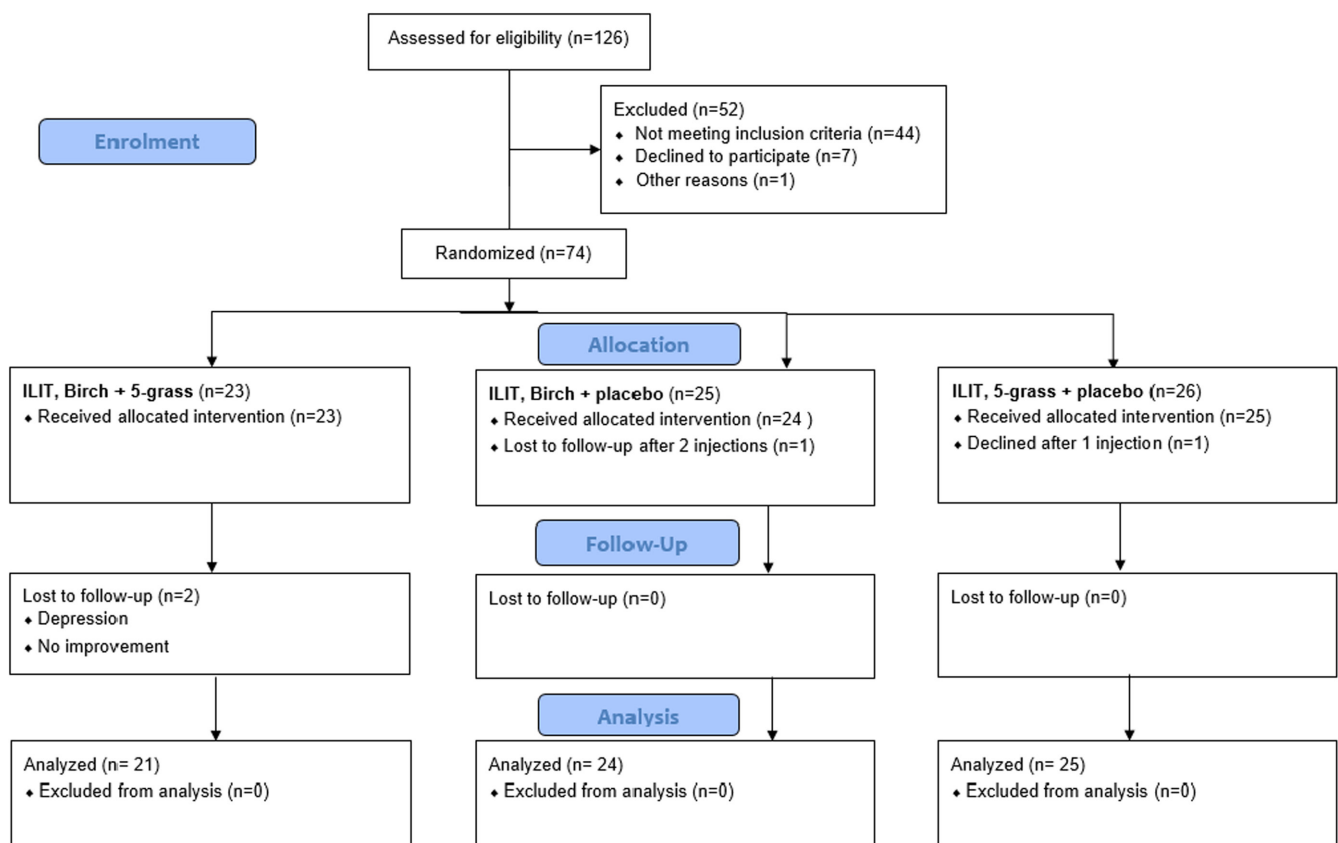 Assessed for eligibility (n=126)
Excluded (n=52)
⬥ Not meeting inclusion criteria (n=44)
⬥ Declined to participate (n=7)
⬥ Other reasons (n=1)
Enrolment
Randomized (n=74)
Allocation
ILIT, Birch + 5-grass (n=23)
⬥ Received allocated intervention (n=23)
ILIT, Birch + placebo (n=25)
⬥ Received allocated intervention (n=24 )
⬥ Lost to follow-up after 2 injections (n=1)
ILIT, 5-grass + placebo (n=26)
⬥ Received allocated intervention (n=25)
⬥ Declined after 1 injection (n=1)
Follow-Up
Lost to follow-up (n=2)
⬥ Depression
⬥ No improvement
Lost to follow-up (n=0)
Lost to follow-up (n=0)
Analysis
Analyzed (n= 21)
⬥ Excluded from analysis (n=0)
Analyzed (n= 24)
⬥ Excluded from analysis (n=0)
Analyzed (n= 25)
⬥ Excluded from analysis (n=0)